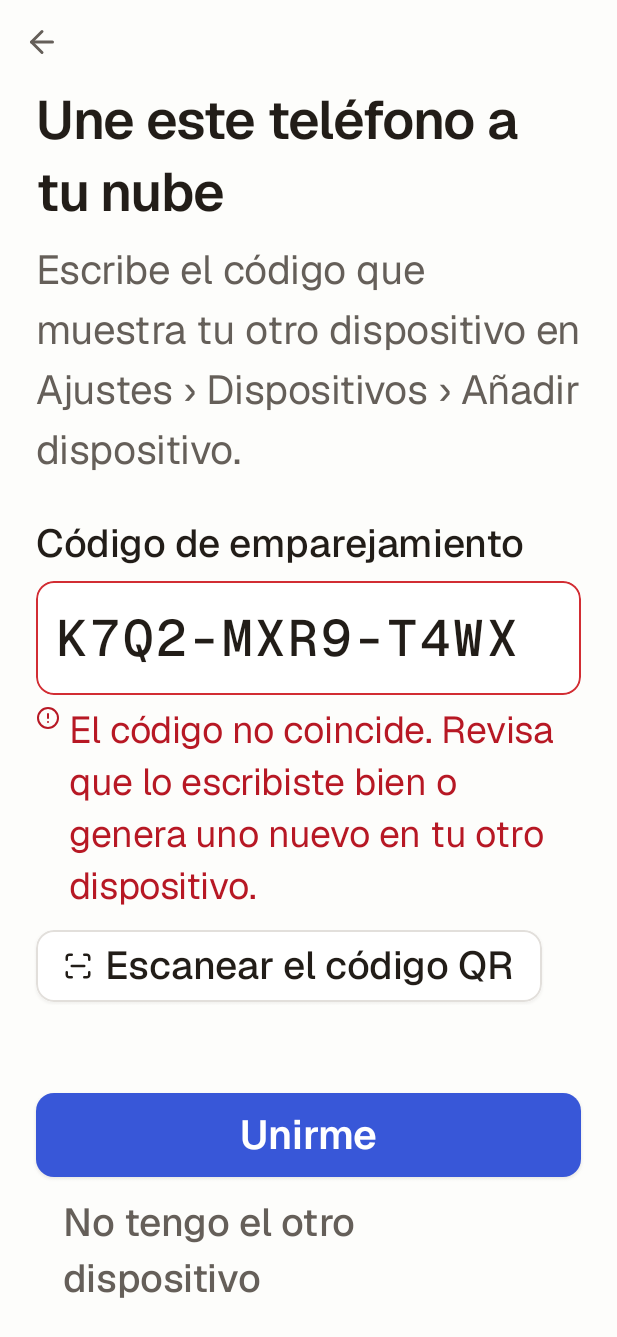 Une este teléfono a
tu nube
Escribe el código que
muestra tu otro dispositivo en
Ajustes › Dispositivos › Añadir
dispositivo.
Código de emparejamiento
K7Q2-MXR9-T4WX
El código no coincide. Revisa
que lo escribiste bien o
genera uno nuevo en tu otro
dispositivo.
Escanear el código QR
Unirme
No tengo el otro
dispositivo